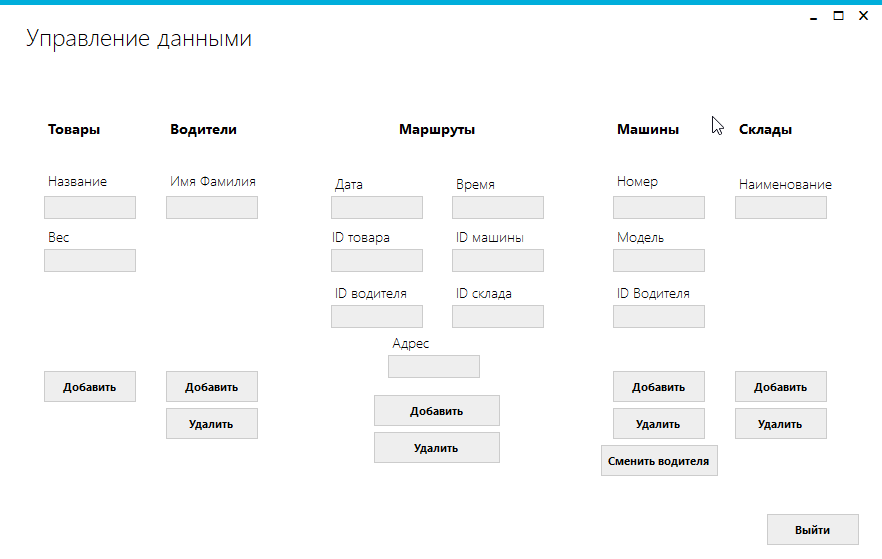 Управление данными
Товары Водители Маршруты Машины Склады
Название Имя Фамилия Дата Время Номер Наименование
Вес ID товара ID машины Модель
ID водителя ID склада ID Водителя
Адрес
Добавить Добавить Добавить Добавить Добавить
Удалить Удалить Удалить Удалить
Сменить водителя
Выйти